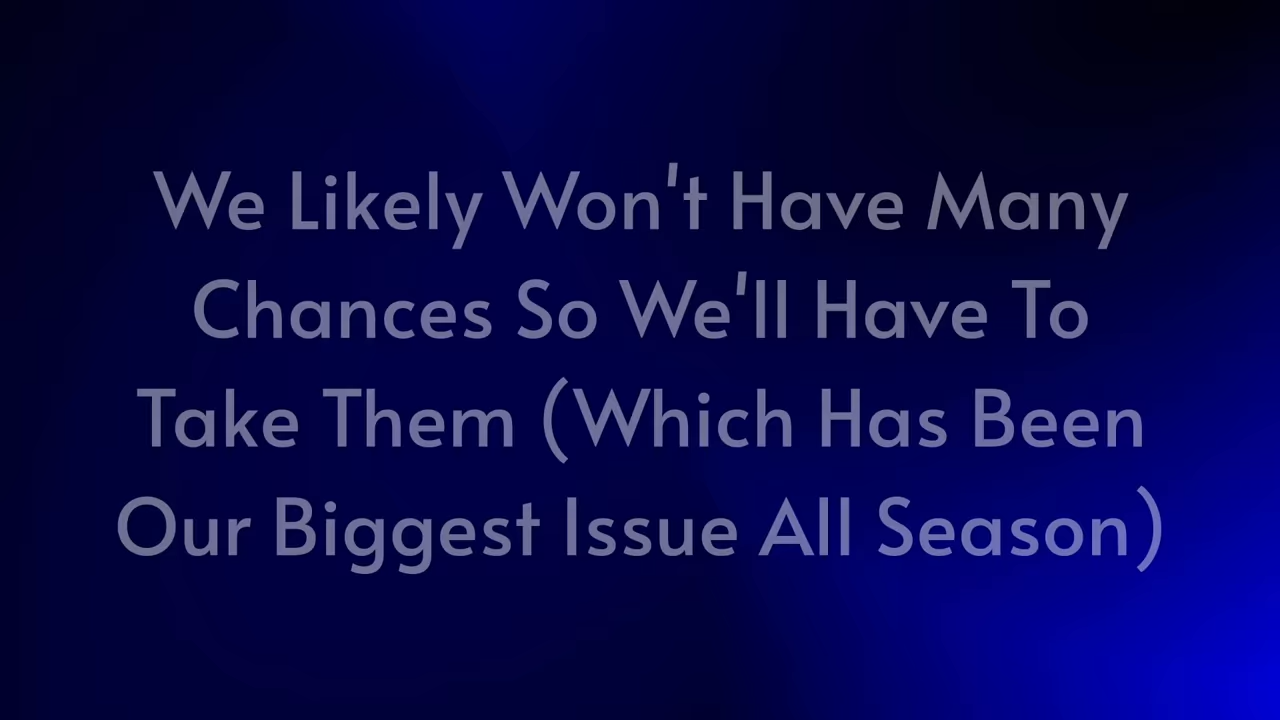 We Likely Won't Have Many
Chances So We'll Have To
Take Them (Which Has Been
Our Biggest Issue All Season)